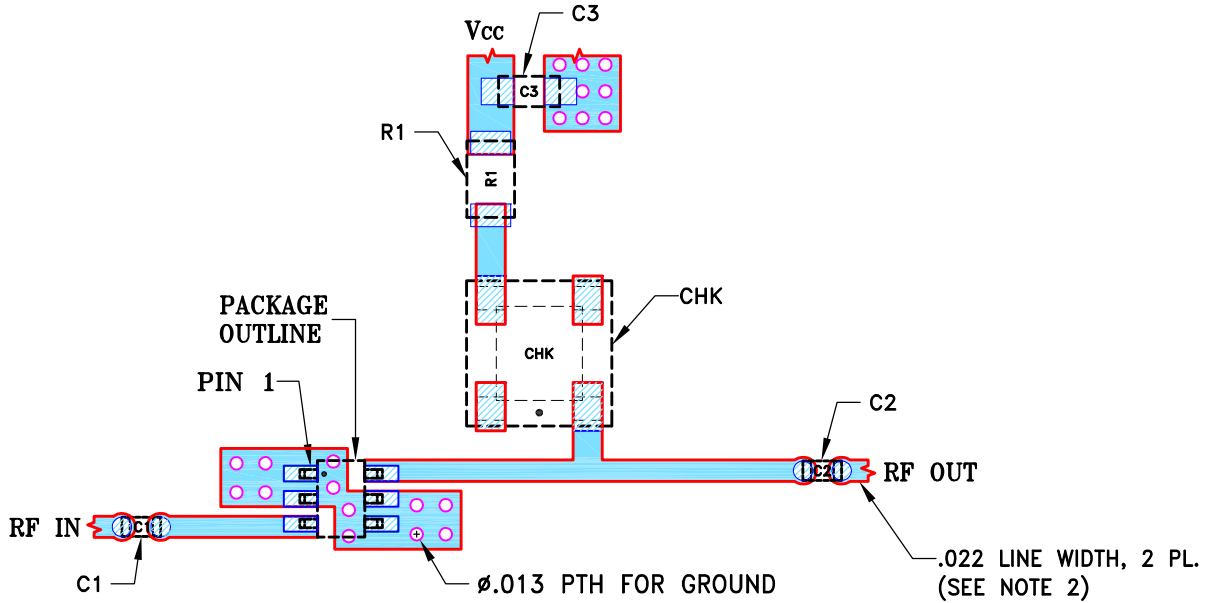 C3
Vcc
C3
R1
R1
CHK
PACKAGE
OUTLINE
CHK
PIN 1
C2
C2
RF OUT
RF IN
C1
C1
Ø.013 PTH FOR GROUND
.022 LINE WIDTH, 2 PL.
(SEE NOTE 2)